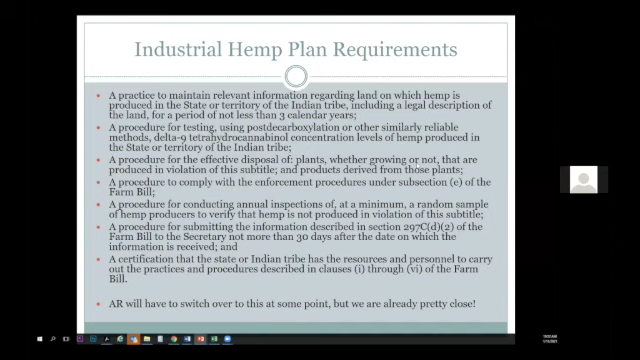 Industrial Hemp Plan Requirements
• A practice to maintain relevant information regarding land on which hemp is
produced in the State or territory of the Indian tribe, including a legal description of
the land, for a period of not less than 3 calendar years;
• A procedure for testing, using postdecarboxylation or other similarly reliable
methods, delta-9 tetrahydrocannabinol concentration levels of hemp produced in
the State or territory of the Indian tribe;
• A procedure for the effective disposal of: plants, whether growing or not, that are
produced in violation of this subtitle; and products derived from those plants;
• A procedure to comply with the enforcement procedures under subsection (e) of the
Farm Bill;
• A procedure for conducting annual inspections of, at a minimum, a random sample
of hemp producers to verify that hemp is not produced in violation of this subtitle;
• A procedure for submitting the information described in section 297C(d)(2) of the
Farm Bill to the Secretary not more than 30 days after the date on which the
information is received; and
• A certification that the state or Indian tribe has the resources and personnel to carry
out the practices and procedures described in clauses (i) through (vi) of the Farm
Bill.
• AR will have to switch over to this at some point, but we are already pretty close!